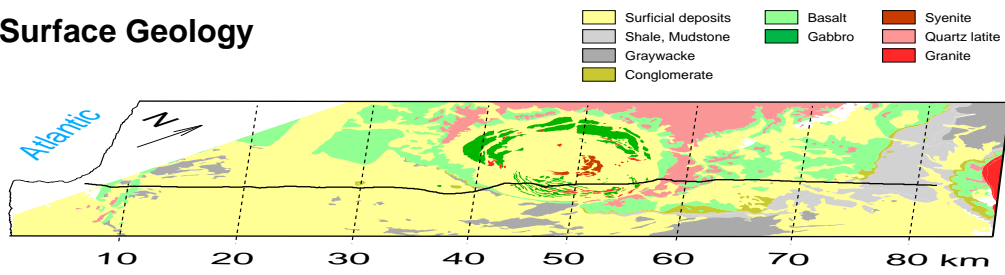 Surface Geology
Surficial deposits
Shale, Mudstone
Graywacke
Conglomerate
Basalt
Gabbro
Syenite
Quartz latite
Granite
Atlantic
N
10 20 30 40 50 60 70 80 km